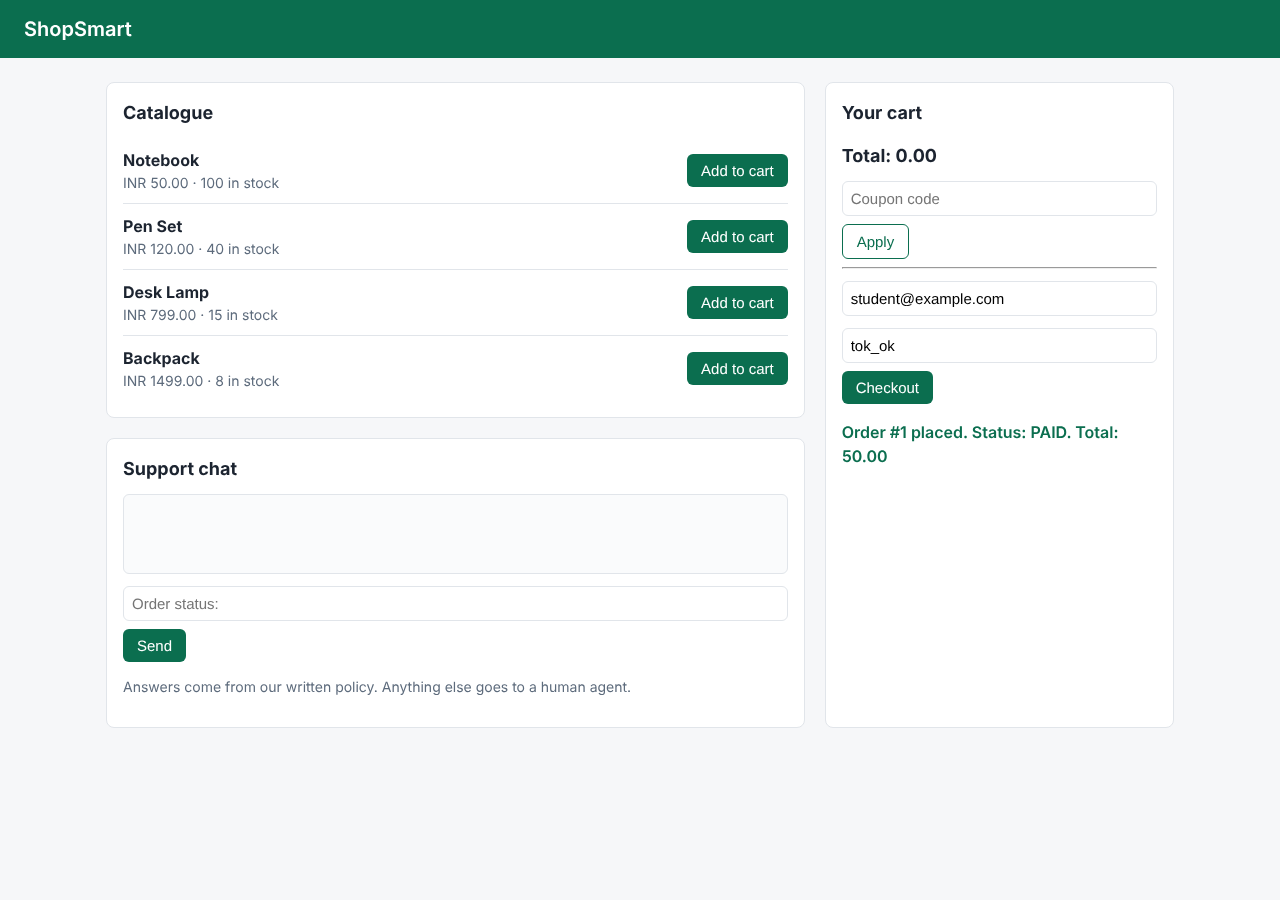 ShopSmart
Catalogue
Notebook
INR 50.00 · 100 in stock
Add to cart
Pen Set
INR 120.00 · 40 in stock
Add to cart
Desk Lamp
INR 799.00 · 15 in stock
Add to cart
Backpack
INR 1499.00 · 8 in stock
Add to cart
Support chat
Order status:
Send
Answers come from our written policy. Anything else goes to a human agent.
Your cart
Total: 0.00
Coupon code
Apply
student@example.com
tok_ok
Checkout
Order #1 placed. Status: PAID. Total:
50.00